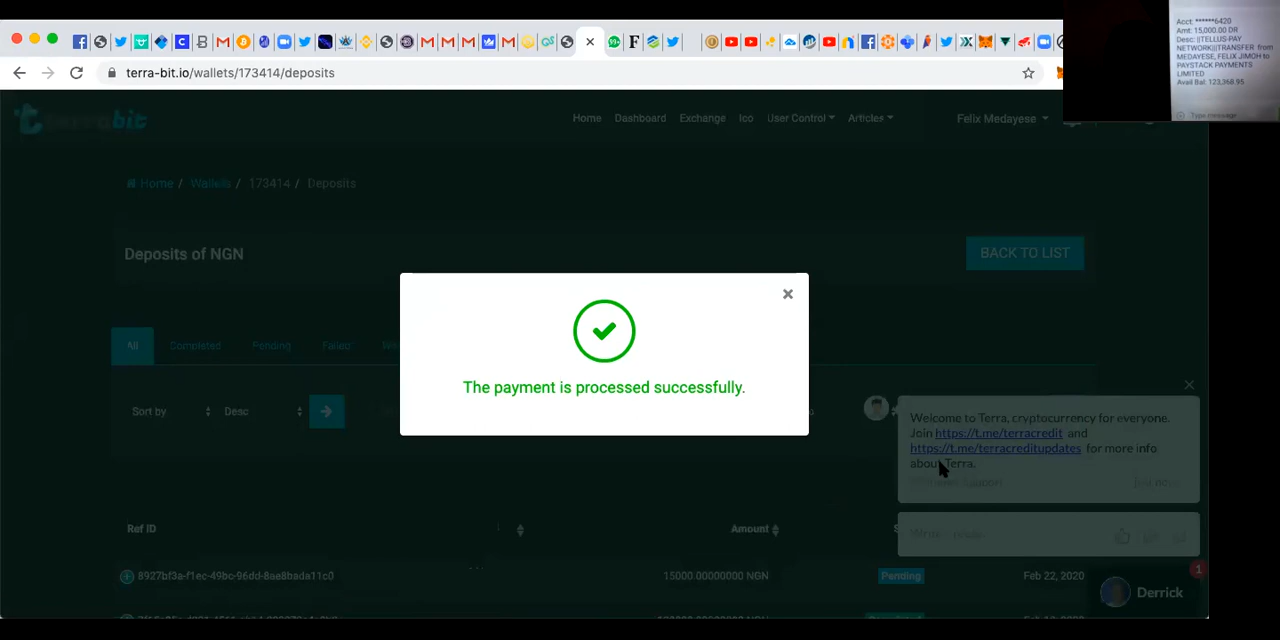 Acct: ******6420
Amt: 15,000.00 DR
Desc: ||TELLUS-PAY
NETWORK||TRANSFER from
MEDAYESE, FELIX JIMOH to
PAYSTACK PAYMENTS
LIMITED
Avail Bal: 123,368.95
Type message
terra-bit.io/wallets/173414/deposits
terrabit
Home Dashboard Exchange Ico User Control Articles Felix Medayese
Home / Wallets / 173414 / Deposits
Deposits of NGN
BACK TO LIST
The payment is processed successfully.
All Completed Pending Failed
Sort by Desc
Welcome to Terra, cryptocurrency for everyone.
Join https://t.me/terracredit and
https://t.me/terracreditupdates for more info
about Terra.
Ref ID Amount
8927bf3a-f1ec-49bc-96dd-8ae8bada11c0 15000.00000000 NGN Pending Feb 22, 2020
1
Derrick